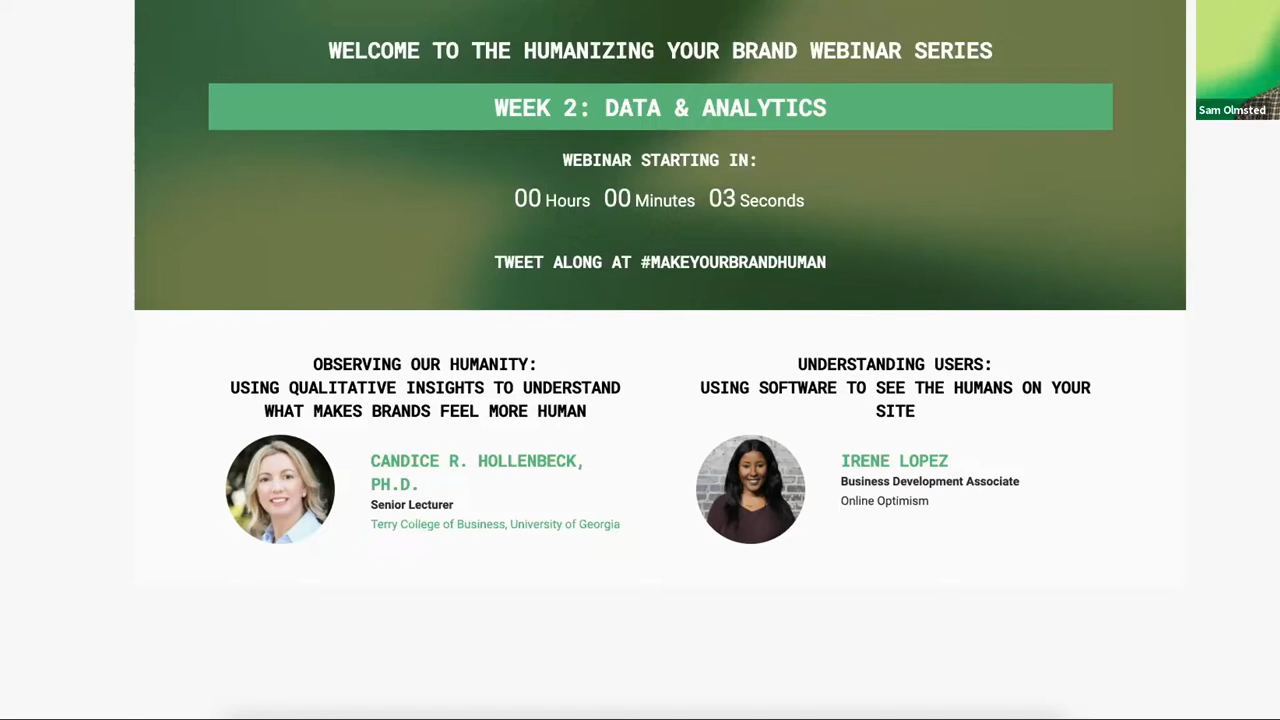 WELCOME TO THE HUMANIZING YOUR BRAND WEBINAR SERIES
WEEK 2: DATA & ANALYTICS
WEBINAR STARTING IN:
00 Hours 00 Minutes 03 Seconds
TWEET ALONG AT #MAKEYOURBRANDHUMAN
Sam Olmsted
OBSERVING OUR HUMANITY:
USING QUALITATIVE INSIGHTS TO UNDERSTAND
WHAT MAKES BRANDS FEEL MORE HUMAN
CANDICE R. HOLLENBECK,
PH.D.
Senior Lecturer
Terry College of Business, University of Georgia
UNDERSTANDING USERS:
USING SOFTWARE TO SEE THE HUMANS ON YOUR
SITE
IRENE LOPEZ
Business Development Associate
Online Optimism